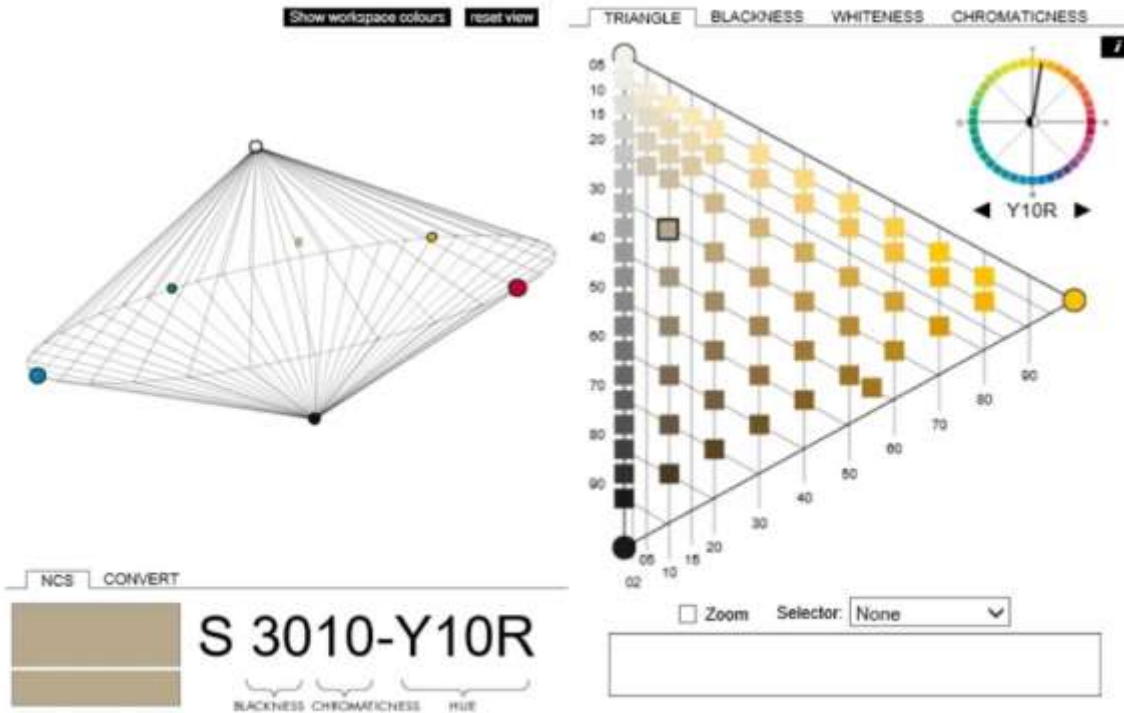 Show workspace colours reset view
TRIANGLE BLACKNESS WHITENESS CHROMATICNESS
i
05
10
15
20
30
40
50
60
70
80
90
Y10R
90
80
70
60
50
40
30
20
15
10
05
02
NCS CONVERT
S 3010-Y10R
BLACKNESS CHROMATICNESS HUE
Zoom Selector: None